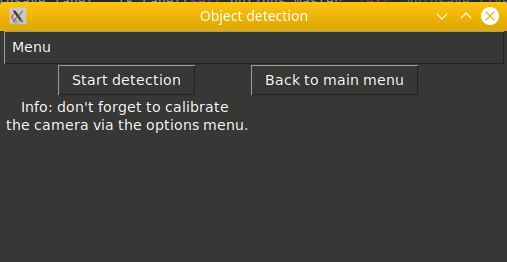 Object detection
Menu
Start detection
Back to main menu
Info: don't forget to calibrate
the camera via the options menu.